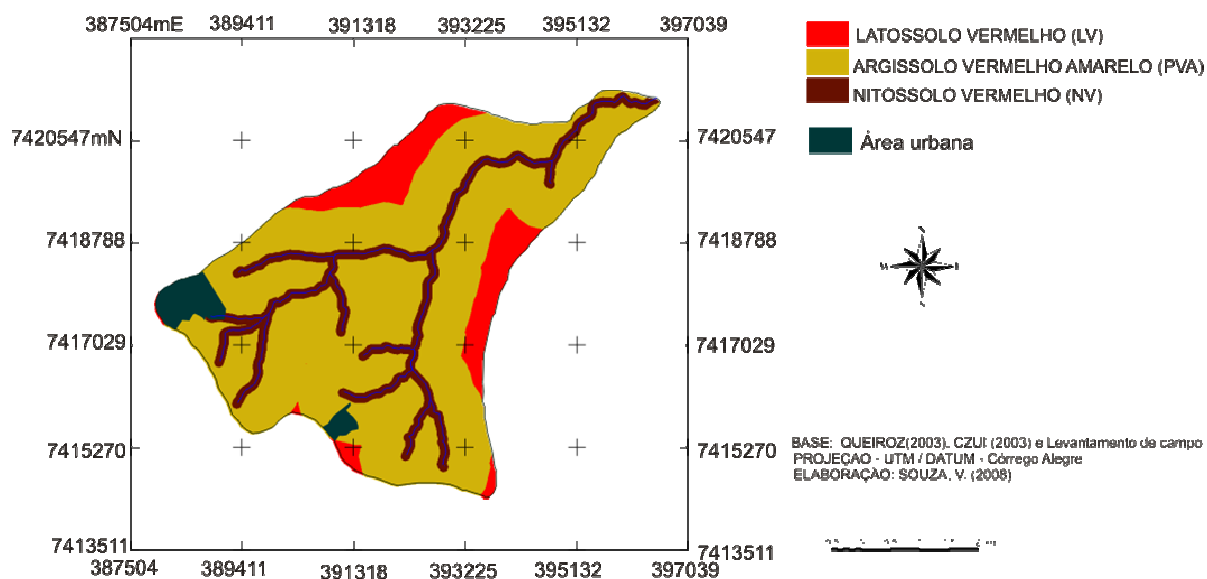 387504mE 389411 391318 393225 395132 397039
LATOSSOLO VERMELHO (LV)
ARGISSOLO VERMELHO AMARELO (PVA)
NITOSSOLO VERMELHO (NV)
Área urbana
7420547mN 7420547
7418788 7418788
7417029 7417029
7415270 7415270
7413511 7413511
387504 389411 391318 393225 395132 397039
BASE: QUEIROZ(2003). CZUI (2003) e Levantamento de campo
PROJEÇAO - UTM / DATUM - Córrego Alegre
ELABORAÇÃO: SOUZA, V. (2008)